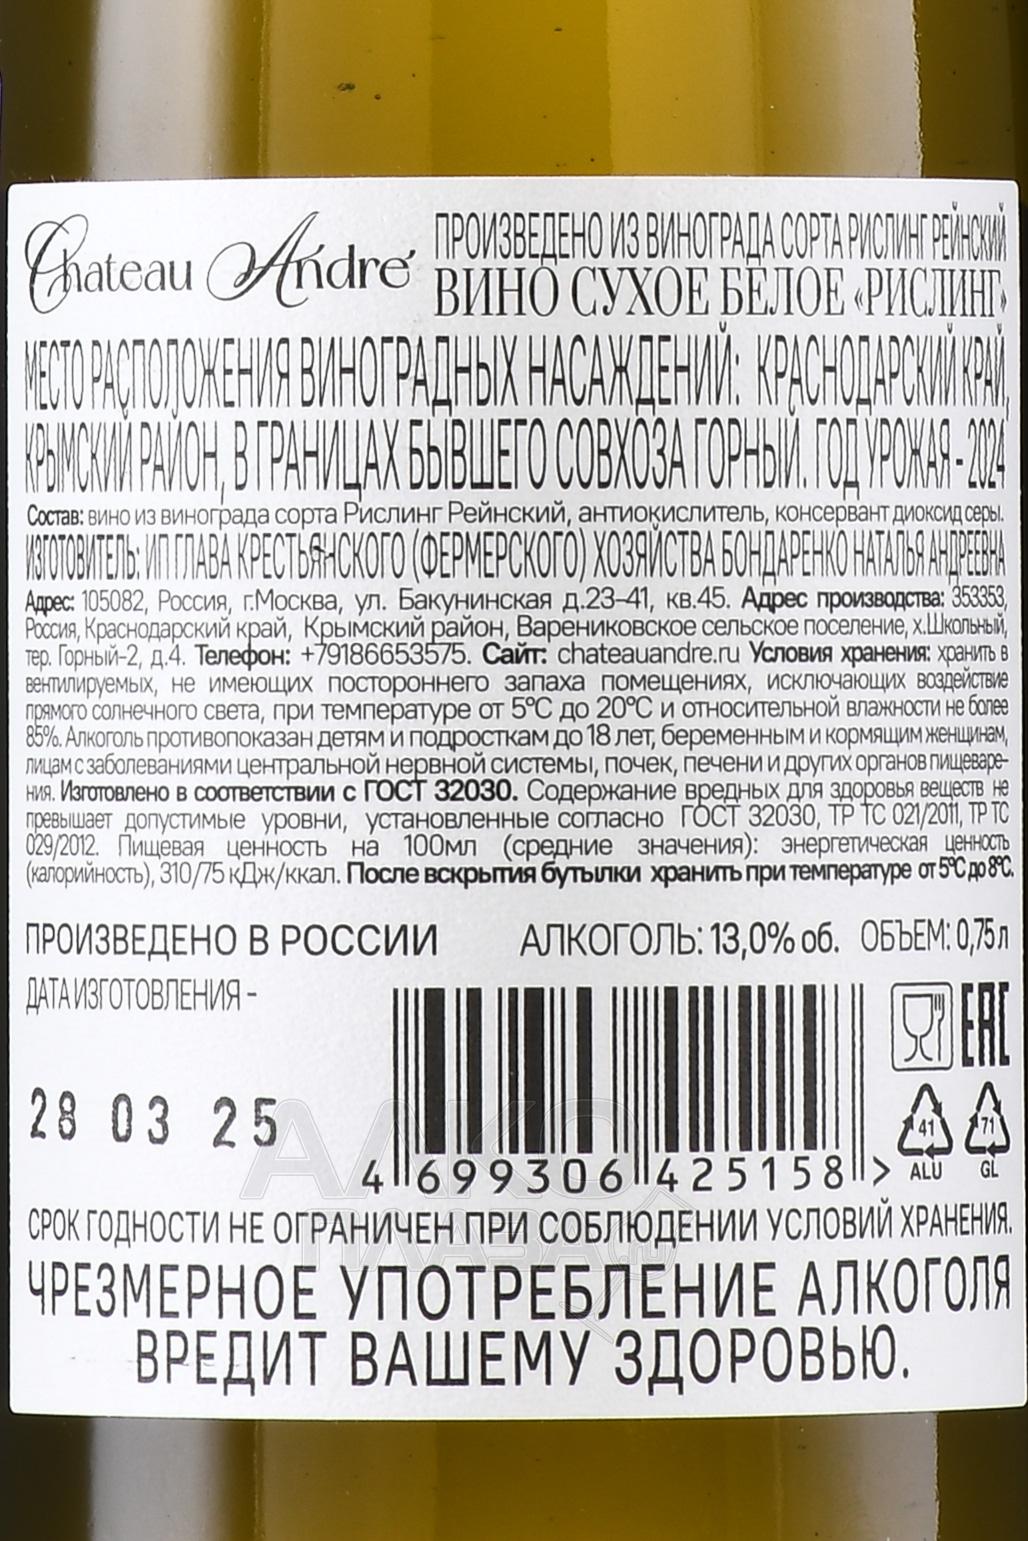 Chateau André
ПРОИЗВЕДЕНО ИЗ ВИНОГРАДА СОРТА РИСЛИНГ РЕЙНСКИЙ
ВИНО СУХОЕ БЕЛОЕ «РИСЛИНГ»
МЕСТО РАСПОЛОЖЕНИЯ ВИНОГРАДНЫХ НАСАЖДЕНИЙ: КРАСНОДАРСКИЙ КРАЙ,
КРЫМСКИЙ РАЙОН, В ГРАНИЦАХ БЫВШЕГО СОВХОЗА ГОРНЫЙ. ГОД УРОЖАЯ - 2024
Состав: вино из винограда сорта Рислинг Рейнский, антиокислитель, консервант диоксид серы.
ИЗГОТОВИТЕЛЬ: ИП ГЛАВА КРЕСТЬЯНСКОГО (ФЕРМЕРСКОГО) ХОЗЯЙСТВА БОНДАРЕНКО НАТАЛЬЯ АНДРЕЕВНА
Адрес: 105082, Россия, г.Москва, ул. Бакунинская д.23-41, кв.45. Адрес производства: 353353,
Россия, Краснодарский край, Крымский район, Варениковское сельское поселение, х.Школьный,
тер. Горный-2, д.4. Телефон: +79186653575. Сайт: chateauandre.ru Условия хранения: хранить в
вентилируемых, не имеющих постороннего запаха помещениях, исключающих воздействие
прямого солнечного света, при температуре от 5°С до 20°С и относительной влажности не более
85%. Алкоголь противопоказан детям и подросткам до 18 лет, беременным и кормящим женщинам,
лицам с заболеваниями центральной нервной системы, почек, печени и других органов пищеваре-
ния. Изготовлено в соответствии с ГОСТ 32030. Содержание вредных для здоровья веществ не
превышает допустимые уровни, установленные согласно ГОСТ 32030, ТР ТС 021/2011, ТР ТС
029/2012. Пищевая ценность на 100мл (средние значения): энергетическая ценность
(калорийность), 310/75 кДж/ккал. После вскрытия бутылки хранить при температуре от 5°С до 8°С.
ПРОИЗВЕДЕНО В РОССИИ АЛКОГОЛЬ: 13,0% об. ОБЪЕМ: 0,75 л
ДАТА ИЗГОТОВЛЕНИЯ -
28 03 25
EAC
41 71
ALU GL
4 699306 425158 >
СРОК ГОДНОСТИ НЕ ОГРАНИЧЕН ПРИ СОБЛЮДЕНИИ УСЛОВИЙ ХРАНЕНИЯ.
ЧРЕЗМЕРНОЕ УПОТРЕБЛЕНИЕ АЛКОГОЛЯ
ВРЕДИТ ВАШЕМУ ЗДОРОВЬЮ.
АЛКО
ПЛАЗА.ru